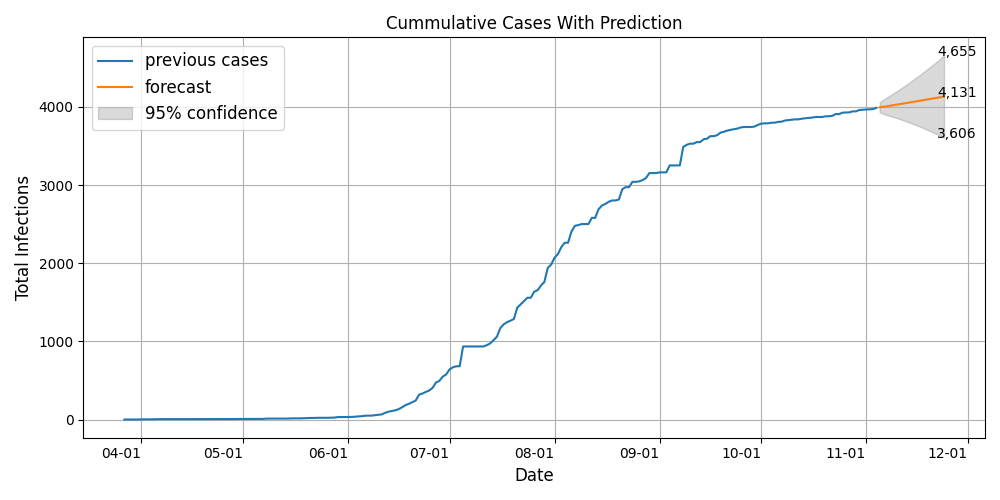 Cummulative Cases With Prediction
previous cases
forecast
95% confidence
4,655
4,131
3,606
Total Infections
4000
3000
2000
1000
0
04-01
05-01
06-01
07-01
08-01
09-01
10-01
11-01
12-01
Date